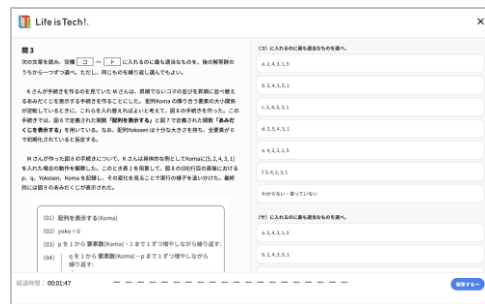 Life is Tech!.
×
問3
次の文章を読み、空欄 コ ～ ト に入れるのに最も適当なものを、後の解答群の
うちから一つずつ選べ。ただし、同じものを繰り返し選んでもよい。
Kさんが手続きを作るのを見ていたMさんは、昇順でないコマの並びを昇順に並べ替え
るあみだくじを表示する手続きを作ることにした。配列Komaの隣り合う要素の大小関係
が逆転しているときに、これらを入れ替えればよいと考えて、図8の手続きを作った。この
手続きでは、図6で定義された関数「配列を表示する」と図7で定義された関数「あみだ
くじを表示する」を用いている。なお、配列Yokosenは十分な大きさを持ち、全要素が0
で初期化されていると仮定する。
Mさんが作った図8の手続きについて、Kさんは具体的な例としてKomaに[5,2,4,3,1]
を入れた場合の動作を観察した。このとき表1を用意して、図8の(08)行目の直後における
p、q、Yokosen、Komaを記録し、その変化を見ることで実行の様子を追いかけた。最終
的には図9のあみだくじが表示された。
(01) 配列を表示する(Koma)
(02) yoko = 0
(03) pを1から要素数(Koma) - 1まで1ずつ増やしながら繰り返す:
(04) qを1から要素数(Koma) - pまで1ずつ増やしながら
繰り返す:
(コ) に入れるのに最も適当なものを選べ。
a. 2, 4, 3, 1, 5
b. 2, 4, 3, 5, 1
c. 2, 4, 5, 3, 1
d. 2, 5, 4, 3, 1
e. 4, 2, 3, 1, 5
f. 5, 4, 2, 3, 1
わからない・習っていない
(サ) に入れるのに最も適当なものを選べ。
a. 2, 4, 3, 1, 5
b. 2, 4, 3, 5, 1
経過時間： 00:01:47
解答する→